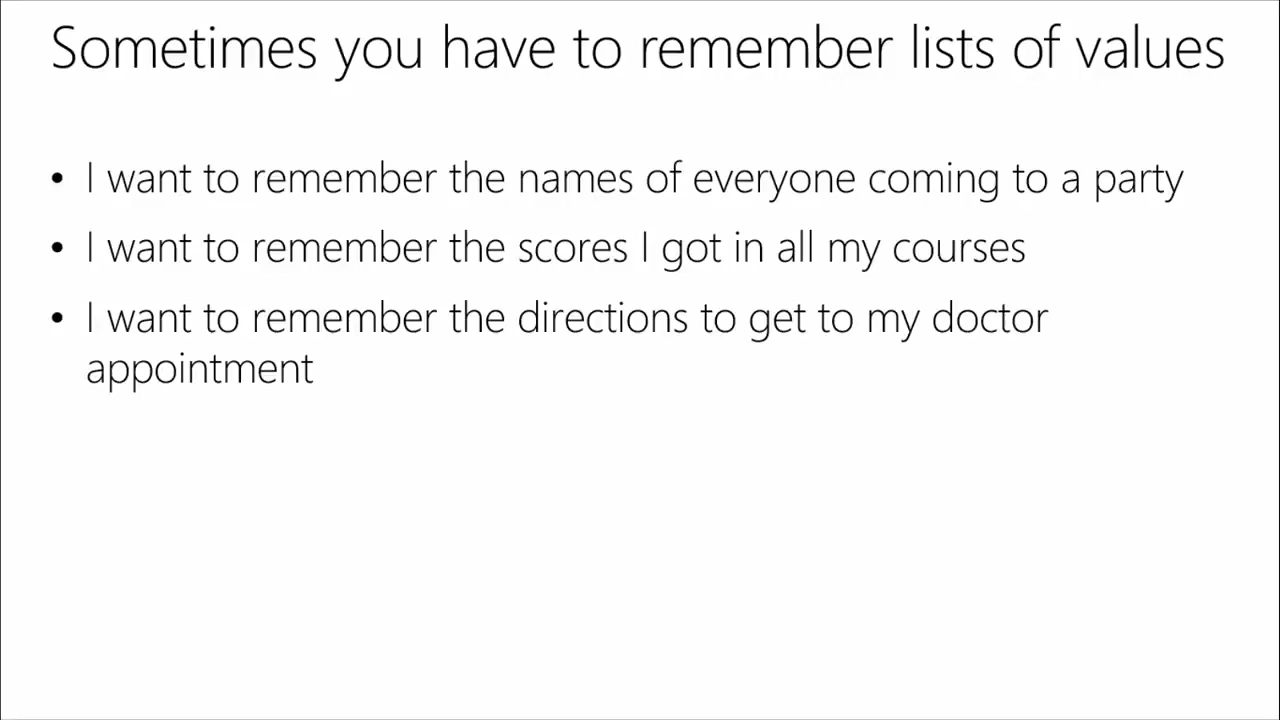 Sometimes you have to remember lists of values
• I want to remember the names of everyone coming to a party
• I want to remember the scores I got in all my courses
• I want to remember the directions to get to my doctor
appointment